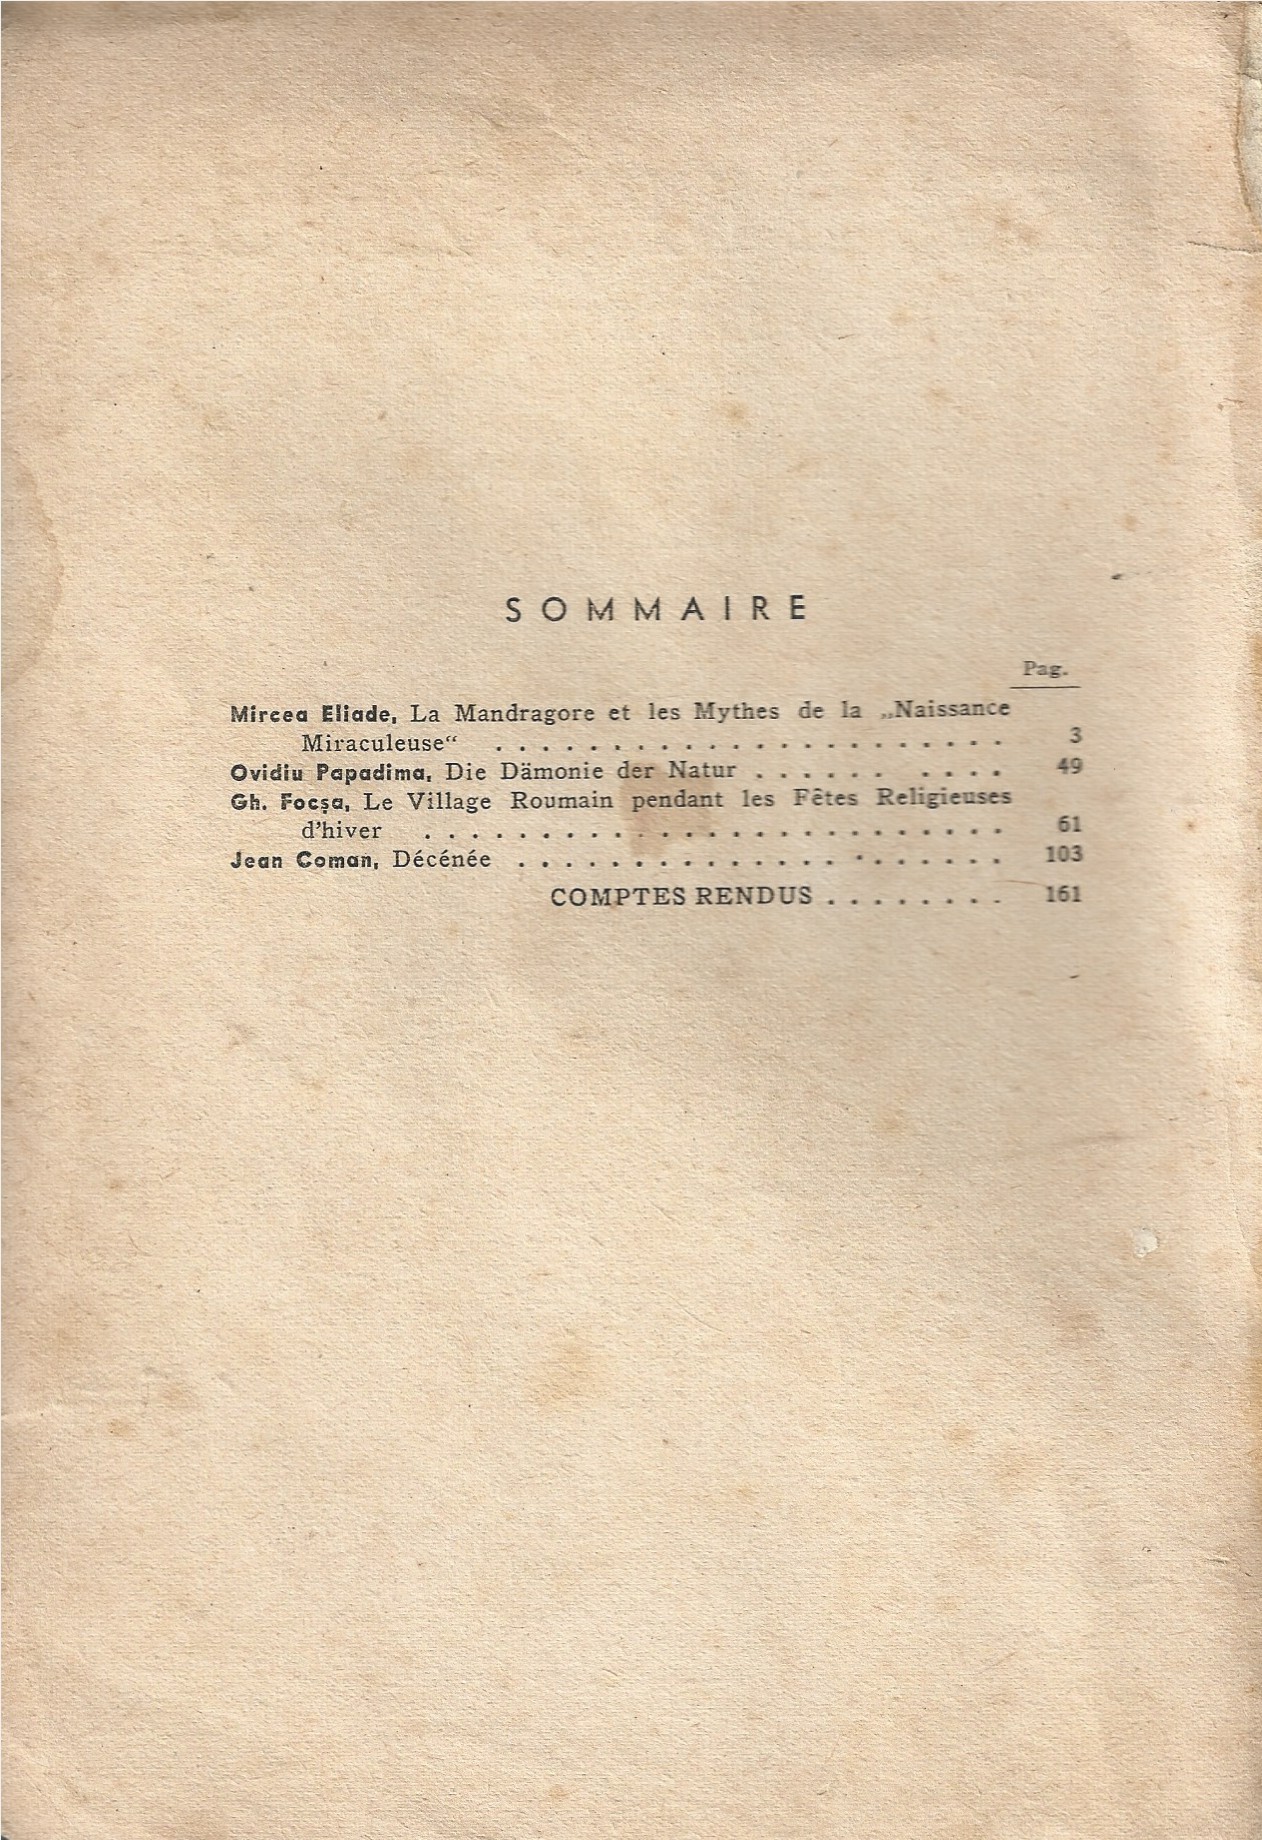 SOMMAIRE
Pag.
Mircea Eliade, La Mandragore et les Mythes de la „Naissance
Miraculeuse“ . . . . . . . . . . . . . . . . . . . . . . 3
Ovidiu Papadima, Die Dämonie der Natur . . . . . . . . . . 49
Gh. Focșa, Le Village Roumain pendant les Fêtes Religieuses
d'hiver . . . . . . . . . . . . . . . . . . . . . . . . . 61
Jean Coman, Décénée . . . . . . . . . . . . . . . . . . . . . 103
COMPTES RENDUS . . . . . . . . 161